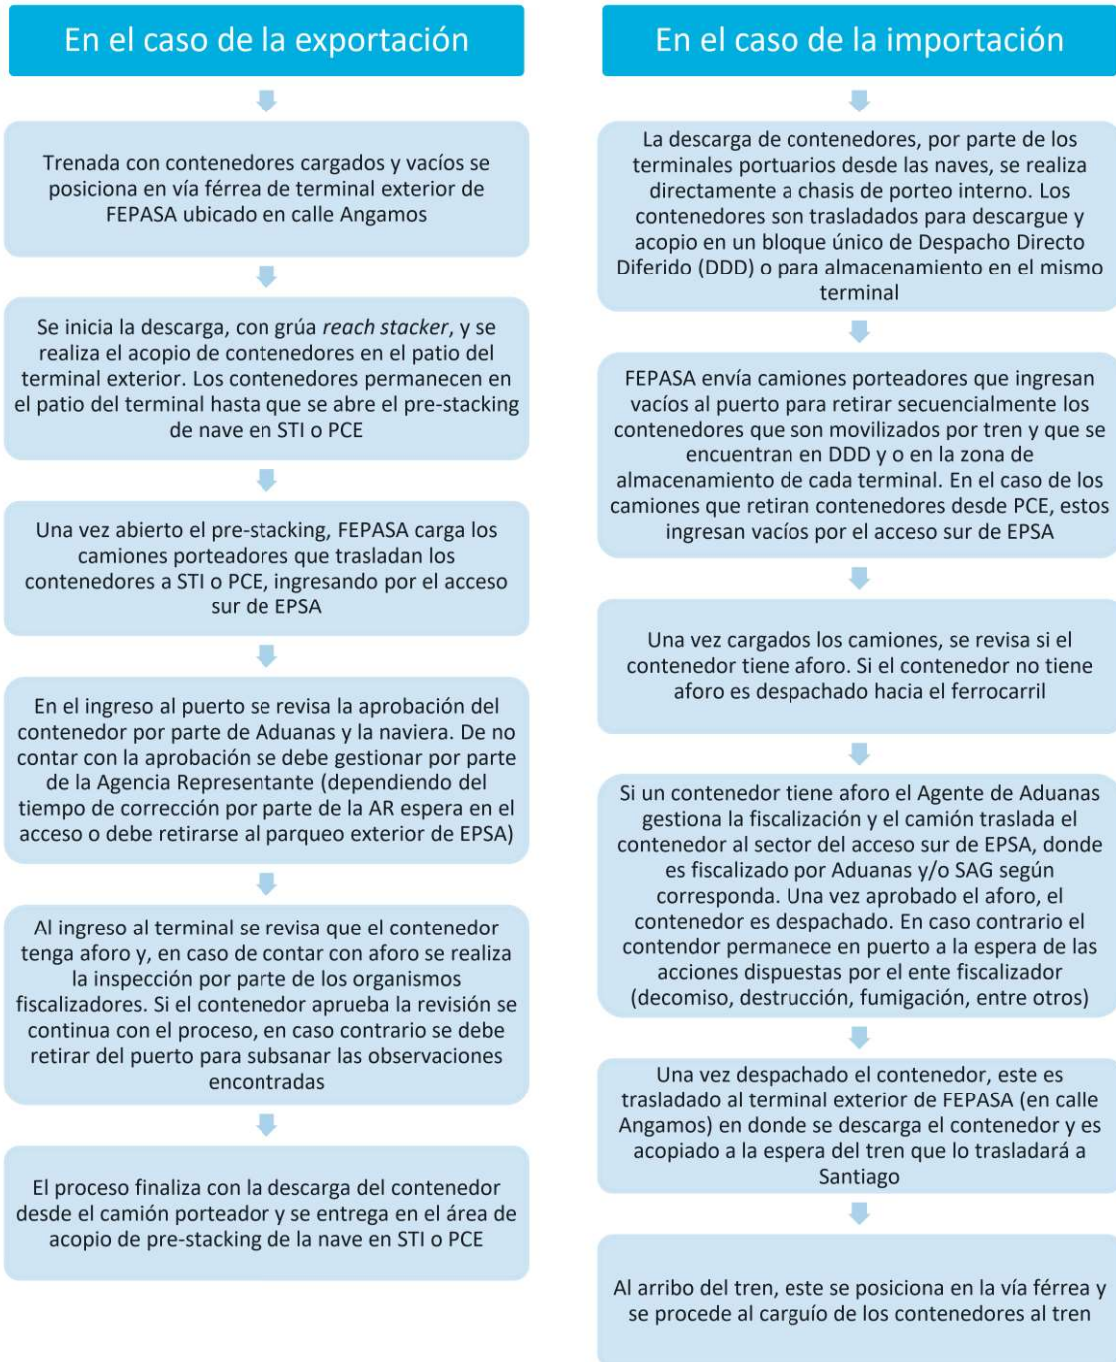 En el caso de la exportación
Trenada con contenedores cargados y vacíos se
posiciona en vía férrea de terminal exterior de
FEPASA ubicado en calle Angamos
Se inicia la descarga, con grúa reach stacker, y se
realiza el acopio de contenedores en el patio del
terminal exterior. Los contenedores permanecen en
el patio del terminal hasta que se abre el pre-stacking
de nave en STI o PCE
Una vez abierto el pre-stacking, FEPASA carga los
camiones porteadores que trasladan los
contenedores a STI o PCE, ingresando por el acceso
sur de EPSA
En el ingreso al puerto se revisa la aprobación del
contenedor por parte de Aduanas y la naviera. De no
contar con la aprobación se debe gestionar por parte
de la Agencia Representante (dependiendo del
tiempo de corrección por parte de la AR espera en el
acceso o debe retirarse al parqueo exterior de EPSA)
Al ingreso al terminal se revisa que el contenedor
tenga aforo y, en caso de contar con aforo se realiza
la inspección por parte de los organismos
fiscalizadores. Si el contenedor aprueba la revisión se
continua con el proceso, en caso contrario se debe
retirar del puerto para subsanar las observaciones
encontradas
El proceso finaliza con la descarga del contenedor
desde el camión porteador y se entrega en el área de
acopio de pre-stacking de la nave en STI o PCE
En el caso de la importación
La descarga de contenedores, por parte de los
terminales portuarios desde las naves, se realiza
directamente a chasis de porteo interno. Los
contenedores son trasladados para descargue y
acopio en un bloque único de Despacho Directo
Diferido (DDD) o para almacenamiento en el mismo
terminal
FEPASA envía camiones porteadores que ingresan
vacíos al puerto para retirar secuencialmente los
contenedores que son movilizados por tren y que se
encuentran en DDD y o en la zona de
almacenamiento de cada terminal. En el caso de los
camiones que retiran contenedores desde PCE, estos
ingresan vacíos por el acceso sur de EPSA
Una vez cargados los camiones, se revisa si el
contenedor tiene aforo. Si el contenedor no tiene
aforo es despachado hacia el ferrocarril
Si un contenedor tiene aforo el Agente de Aduanas
gestiona la fiscalización y el camión traslada el
contenedor al sector del acceso sur de EPSA, donde
es fiscalizado por Aduanas y/o SAG según
corresponda. Una vez aprobado el aforo, el
contenedor es despachado. En caso contrario el
contendor permanece en puerto a la espera de las
acciones dispuestas por el ente fiscalizador
(decomiso, destrucción, fumigación, entre otros)
Una vez despachado el contenedor, este es
trasladado al terminal exterior de FEPASA (en calle
Angamos) en donde se descarga el contenedor y es
acopiado a la espera del tren que lo trasladará a
Santiago
Al arribo del tren, este se posiciona en la vía férrea y
se procede al carguío de los contenedores al tren